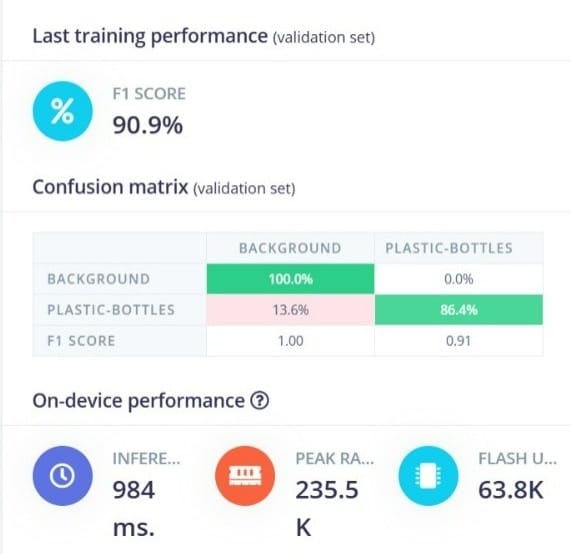 Last training performance (validation set)
% F1 SCORE
90.9%
Confusion matrix (validation set)
BACKGROUND PLASTIC-BOTTLES
BACKGROUND 100.0% 0.0%
PLASTIC-BOTTLES 13.6% 86.4%
F1 SCORE 1.00 0.91
On-device performance ?
INFERE... PEAK RA... FLASH U...
984 235.5 63.8K
ms. K